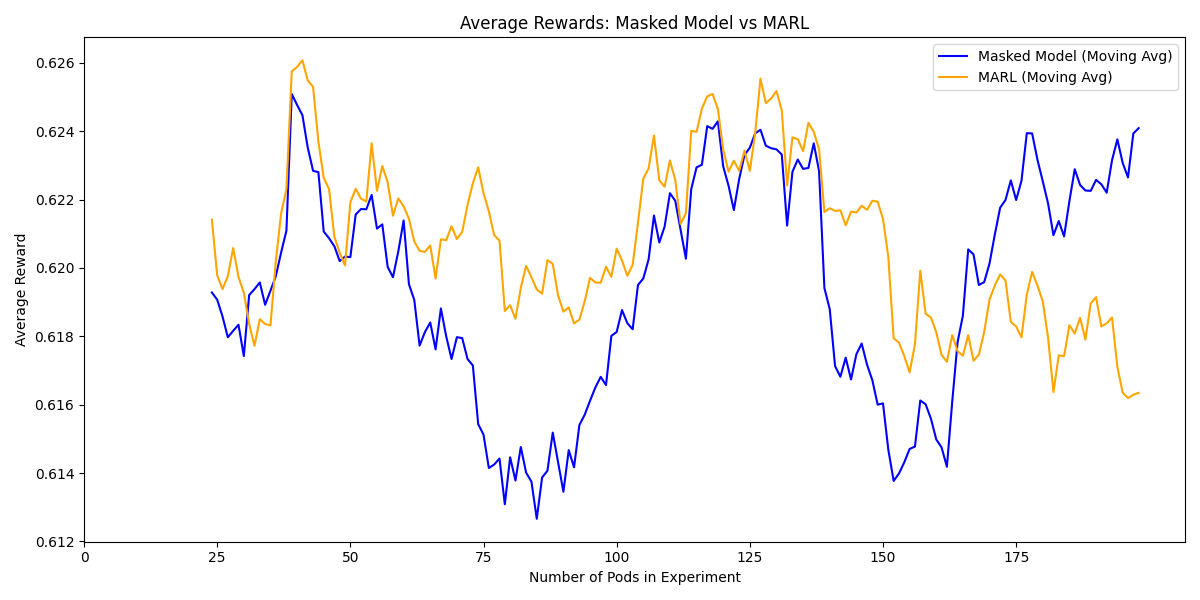 Average Rewards: Masked Model vs MARL
Masked Model (Moving Avg)
MARL (Moving Avg)
Average Reward
0.626
0.624
0.622
0.620
0.618
0.616
0.614
0.612
0 25 50 75 100 125 150 175
Number of Pods in Experiment